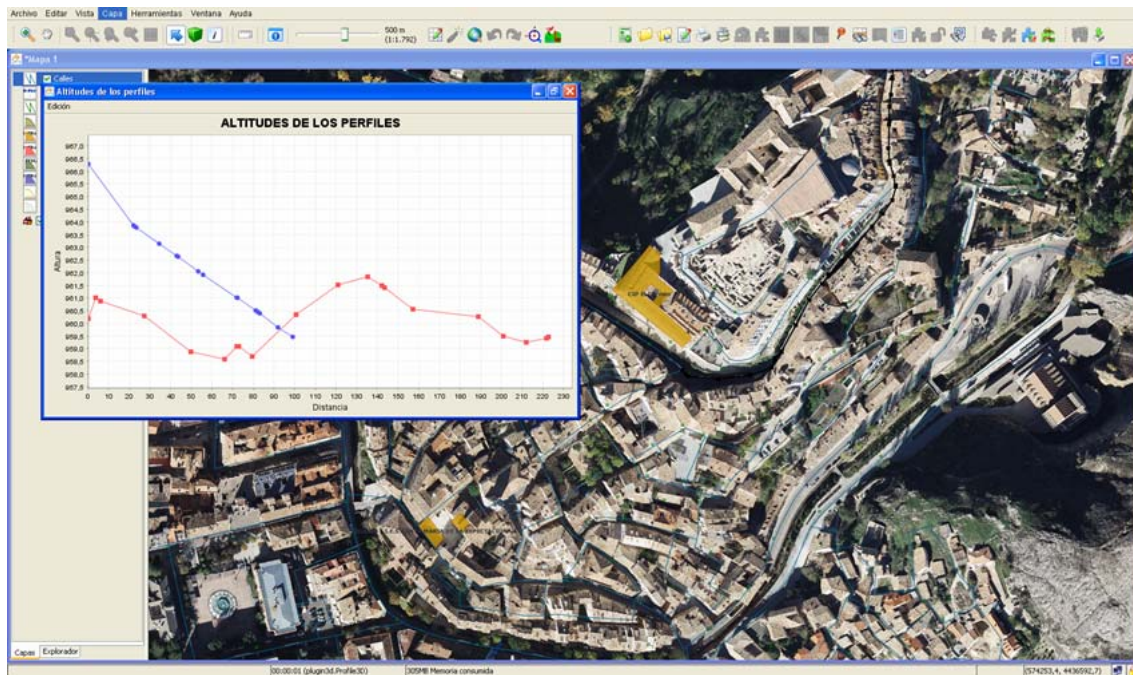 Archivo Editar Vista Capa Herramientas Ventana Ayuda
500 m
(1:1.792)
*Mapa 1
Calles
Altitudes de los perfiles
Edición
ALTITUDES DE LOS PERFILES
967,0
966,5
966,0
965,5
965,0
964,5
964,0
963,5
963,0
962,5
962,0
961,5
961,0
960,5
960,0
959,5
959,0
958,5
958,0
957,5
Altura
0 10 20 30 40 50 60 70 80 90 100 110 120 130 140 150 160 170 180 190 200 210 220 230
Distancia
Capas Explorador
00:00:01 (plugin3d.Profile3D) 305MB Memoria consumida (574253,4, 4436592,7)